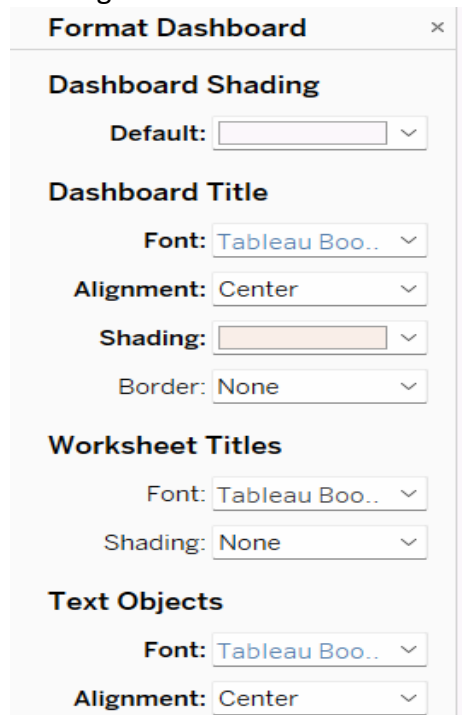 Format Dashboard ×
Dashboard Shading
Default:
Dashboard Title
Font: Tableau Boo..
Alignment: Center
Shading:
Border: None
Worksheet Titles
Font: Tableau Boo..
Shading: None
Text Objects
Font: Tableau Boo..
Alignment: Center